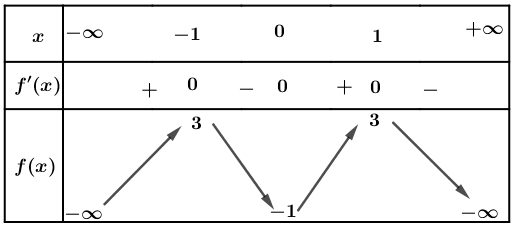 x −∞ −1 0 1 +∞
f′(x) + 0 − 0 + 0 −
3 3
f(x)
−∞ −1 −∞